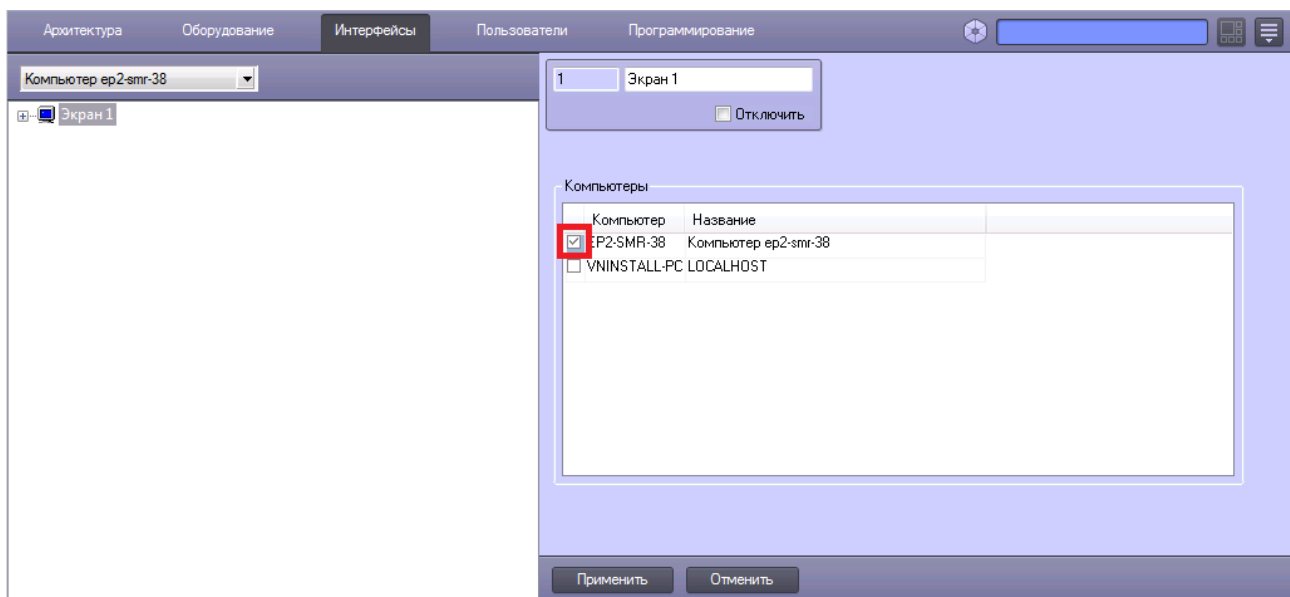 Архитектура Оборудование Интерфейсы Пользователи Программирование
Компьютер ep2-smr-38
Экран 1
1 Экран 1
Отключить
Компьютеры
Компьютер Название
EP2-SMR-38 Компьютер ep2-smr-38
VNINSTALL-PC LOCALHOST
Применить Отменить